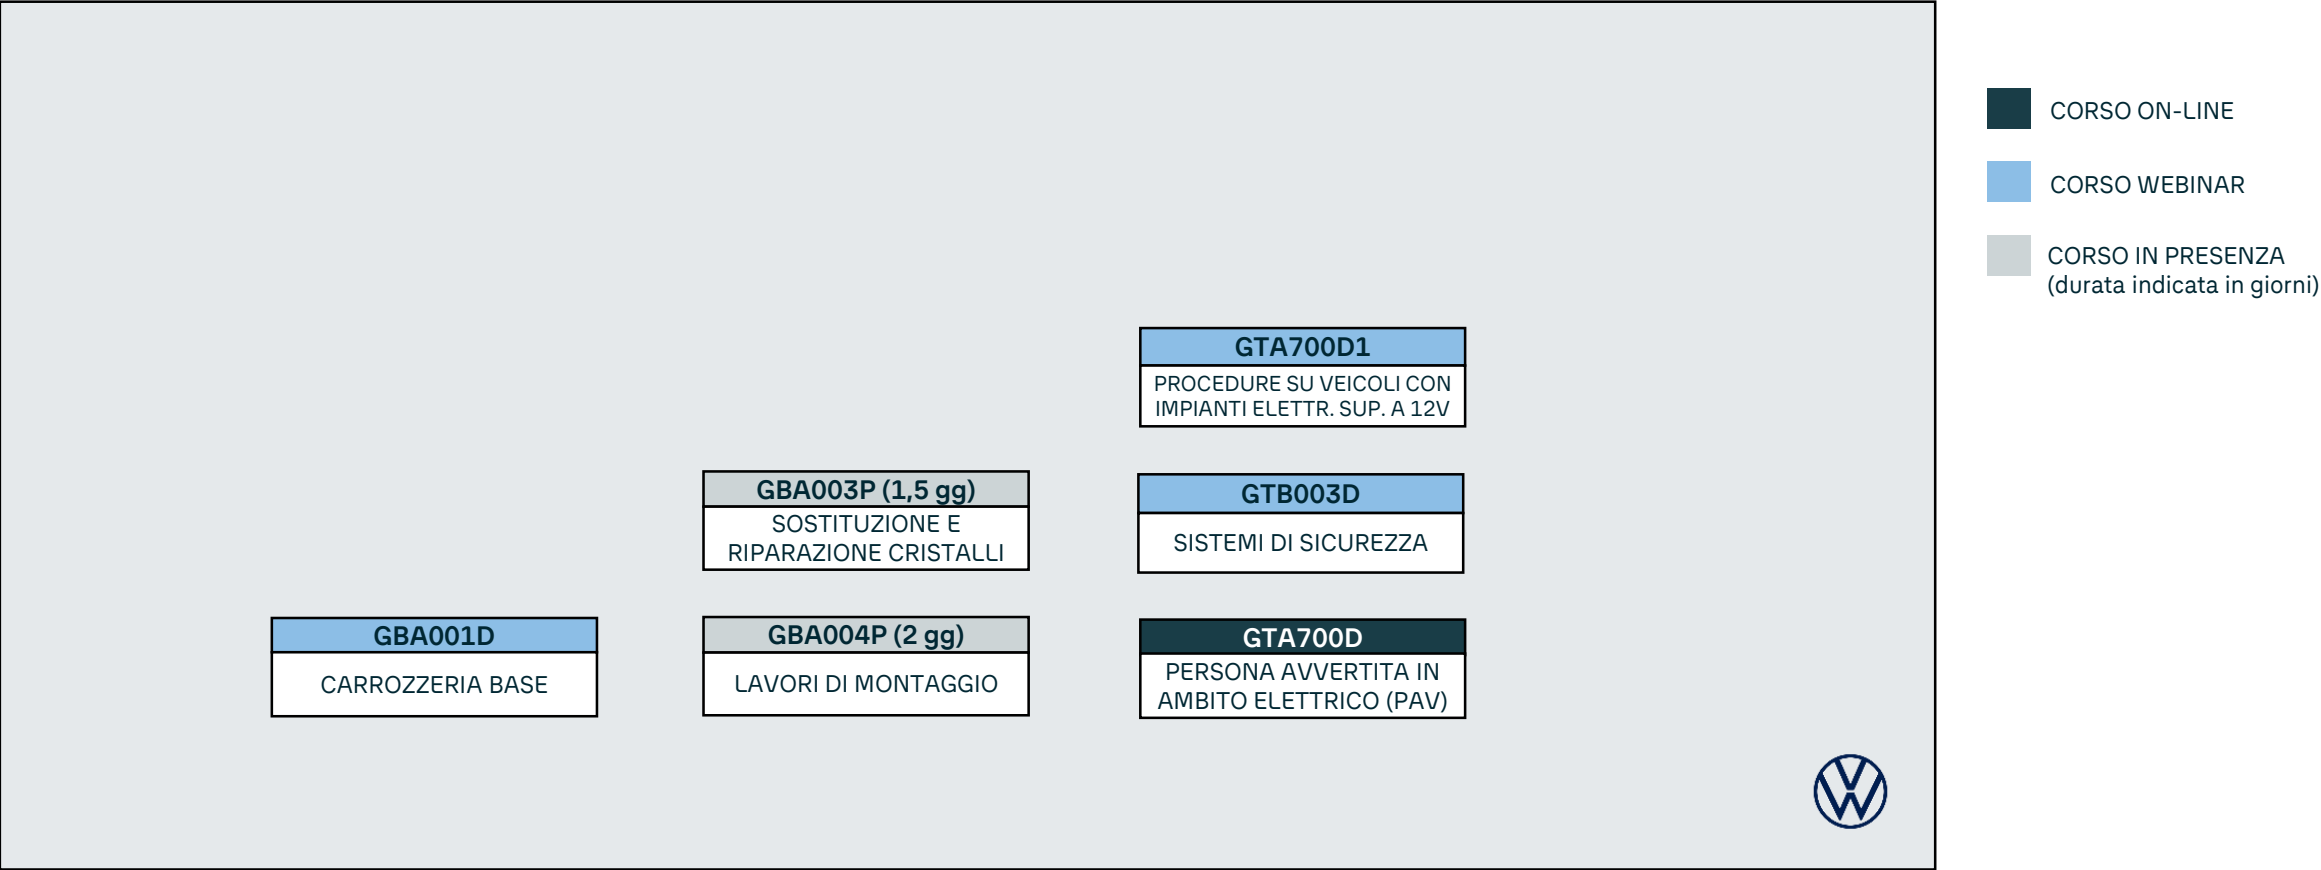 CORSO ON-LINE
CORSO WEBINAR
CORSO IN PRESENZA
(durata indicata in giorni)
GTA700D1
PROCEDURE SU VEICOLI CON
IMPIANTI ELETTR. SUP. A 12V
GBA003P (1,5 gg)
SOSTITUZIONE E
RIPARAZIONE CRISTALLI
GTB003D
SISTEMI DI SICUREZZA
GBA001D
CARROZZERIA BASE
GBA004P (2 gg)
LAVORI DI MONTAGGIO
GTA700D
PERSONA AVVERTITA IN
AMBITO ELETTRICO (PAV)